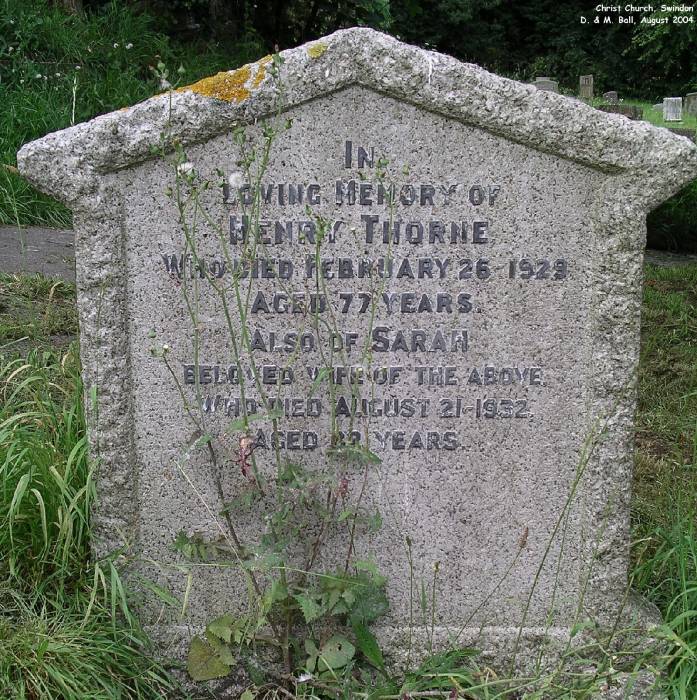 Christ Church, Swindon
D. & M. Ball, August 2004.
IN
LOVING MEMORY OF
HENRY THORNE
WHO DIED FEBRUARY 26 1929
AGED 77 YEARS.
ALSO OF SARAH
BELOVED WIFE OF THE ABOVE,
WHO DIED AUGUST 21 1932.
AGED YEARS.